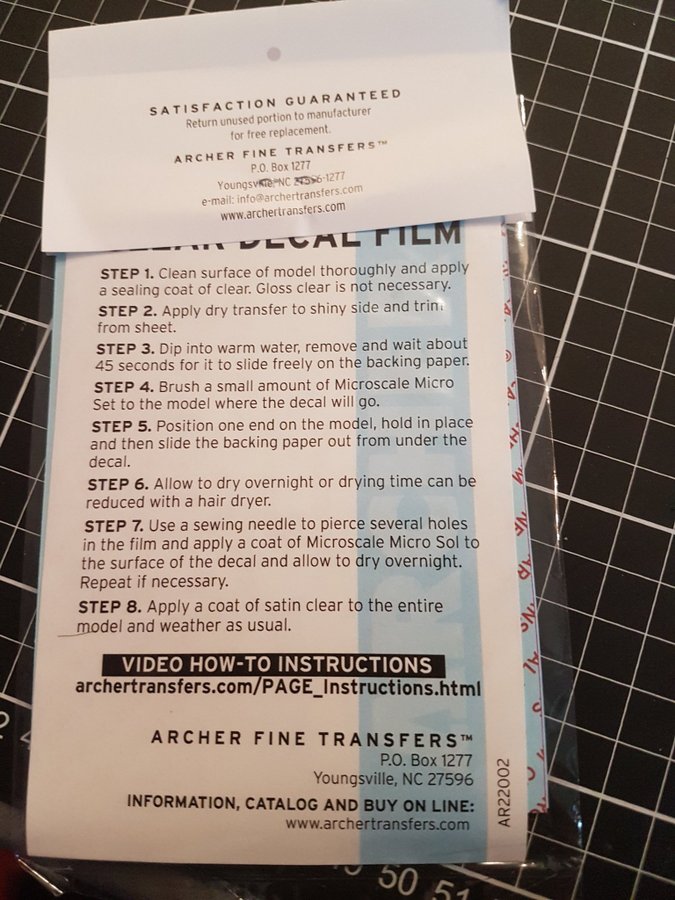 SATISFACTION GUARANTEED
Return unused portion to manufacturer
for free replacement.
ARCHER FINE TRANSFERS™
P.O. Box 1277
Youngsville, NC 27596-1277
e-mail: info@archertransfers.com
www.archertransfers.com
DECAL FILM
STEP 1. Clean surface of model thoroughly and apply
a sealing coat of clear. Gloss clear is not necessary.
STEP 2. Apply dry transfer to shiny side and trim
from sheet.
STEP 3. Dip into warm water, remove and wait about
45 seconds for it to slide freely on the backing paper.
STEP 4. Brush a small amount of Microscale Micro
Set to the model where the decal will go.
STEP 5. Position one end on the model, hold in place
and then slide the backing paper out from under the
decal.
STEP 6. Allow to dry overnight or drying time can be
reduced with a hair dryer.
STEP 7. Use a sewing needle to pierce several holes
in the film and apply a coat of Microscale Micro Sol to
the surface of the decal and allow to dry overnight.
Repeat if necessary.
STEP 8. Apply a coat of satin clear to the entire
model and weather as usual.
VIDEO HOW-TO INSTRUCTIONS
archertransfers.com/PAGE_Instructions.html
ARCHER FINE TRANSFERS™
P.O. Box 1277
Youngsville, NC 27596
INFORMATION, CATALOG AND BUY ON LINE:
www.archertransfers.com
AR22002
50 51